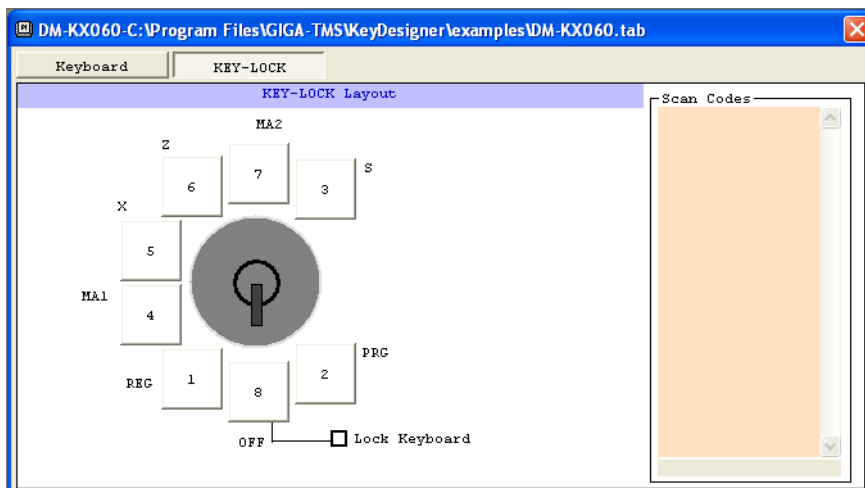 DM-KX060-C:\Program Files\GIGA-TMS\KeyDesigner\examples\DM-KX060.tab
Keyboard KEY-LOCK
KEY-LOCK Layout
Scan Codes
MA2
Z
7
S
6
3
X
5
MA1
4
PRG
REG
1
2
8
OFF
Lock Keyboard